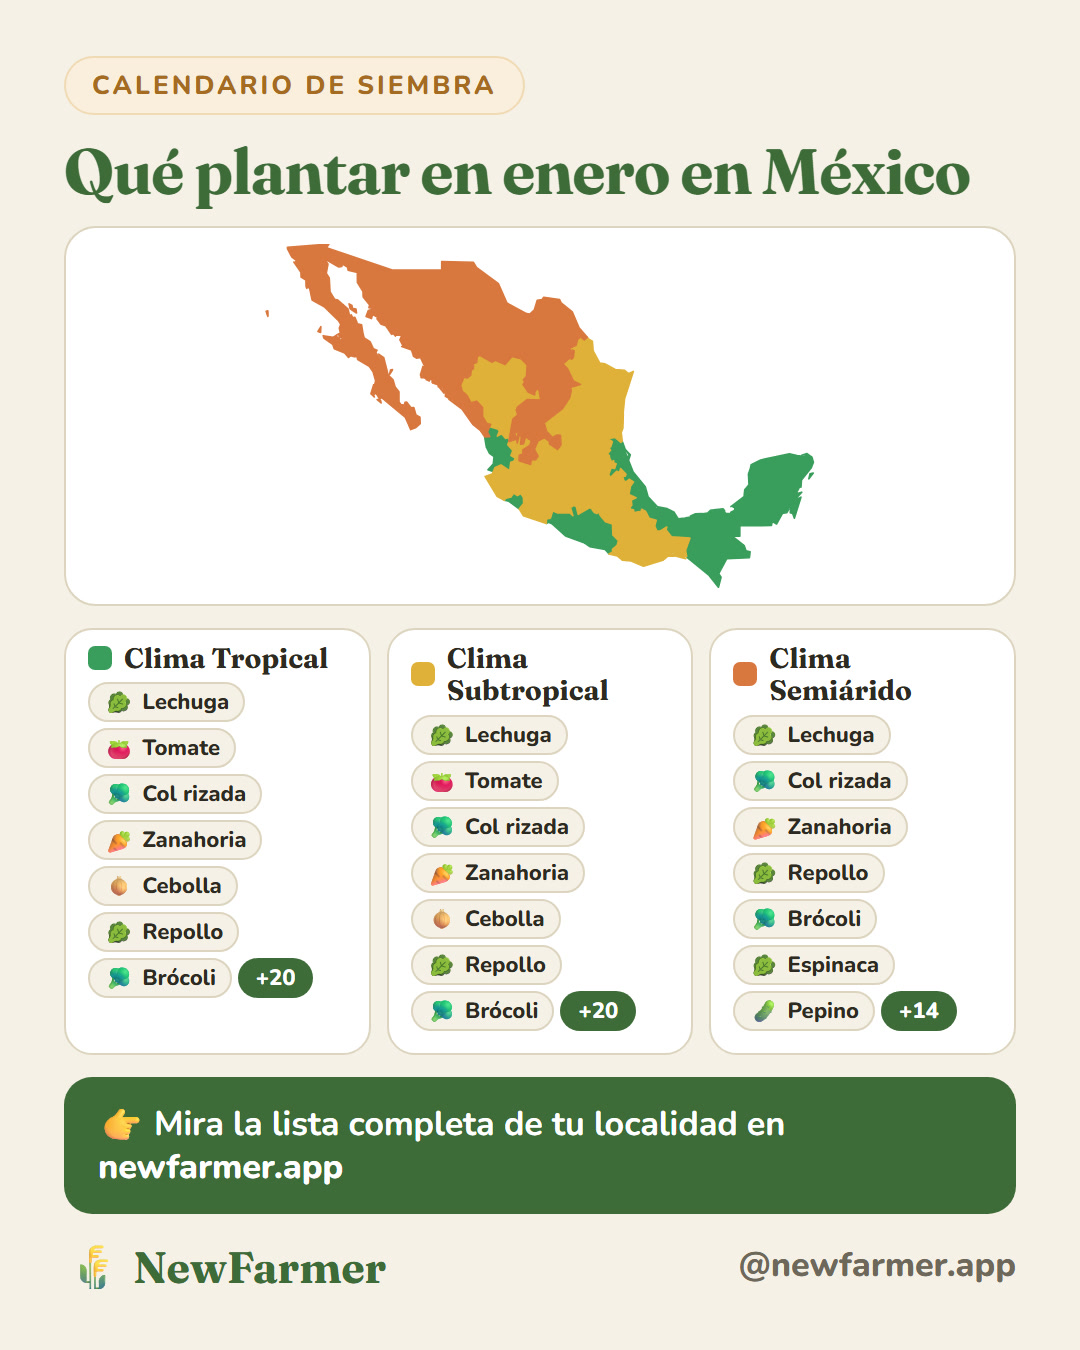 CALENDARIO DE SIEMBRA
Qué plantar en enero en México
Clima Tropical
Lechuga
Tomate
Col rizada
Zanahoria
Cebolla
Repollo
Brócoli +20
Clima
Subtropical
Lechuga
Tomate
Col rizada
Zanahoria
Cebolla
Repollo
Brócoli +20
Clima
Semiárido
Lechuga
Col rizada
Zanahoria
Repollo
Brócoli
Espinaca
Pepino +14
👉 Mira la lista completa de tu localidad en
newfarmer.app
NewFarmer
@newfarmer.app